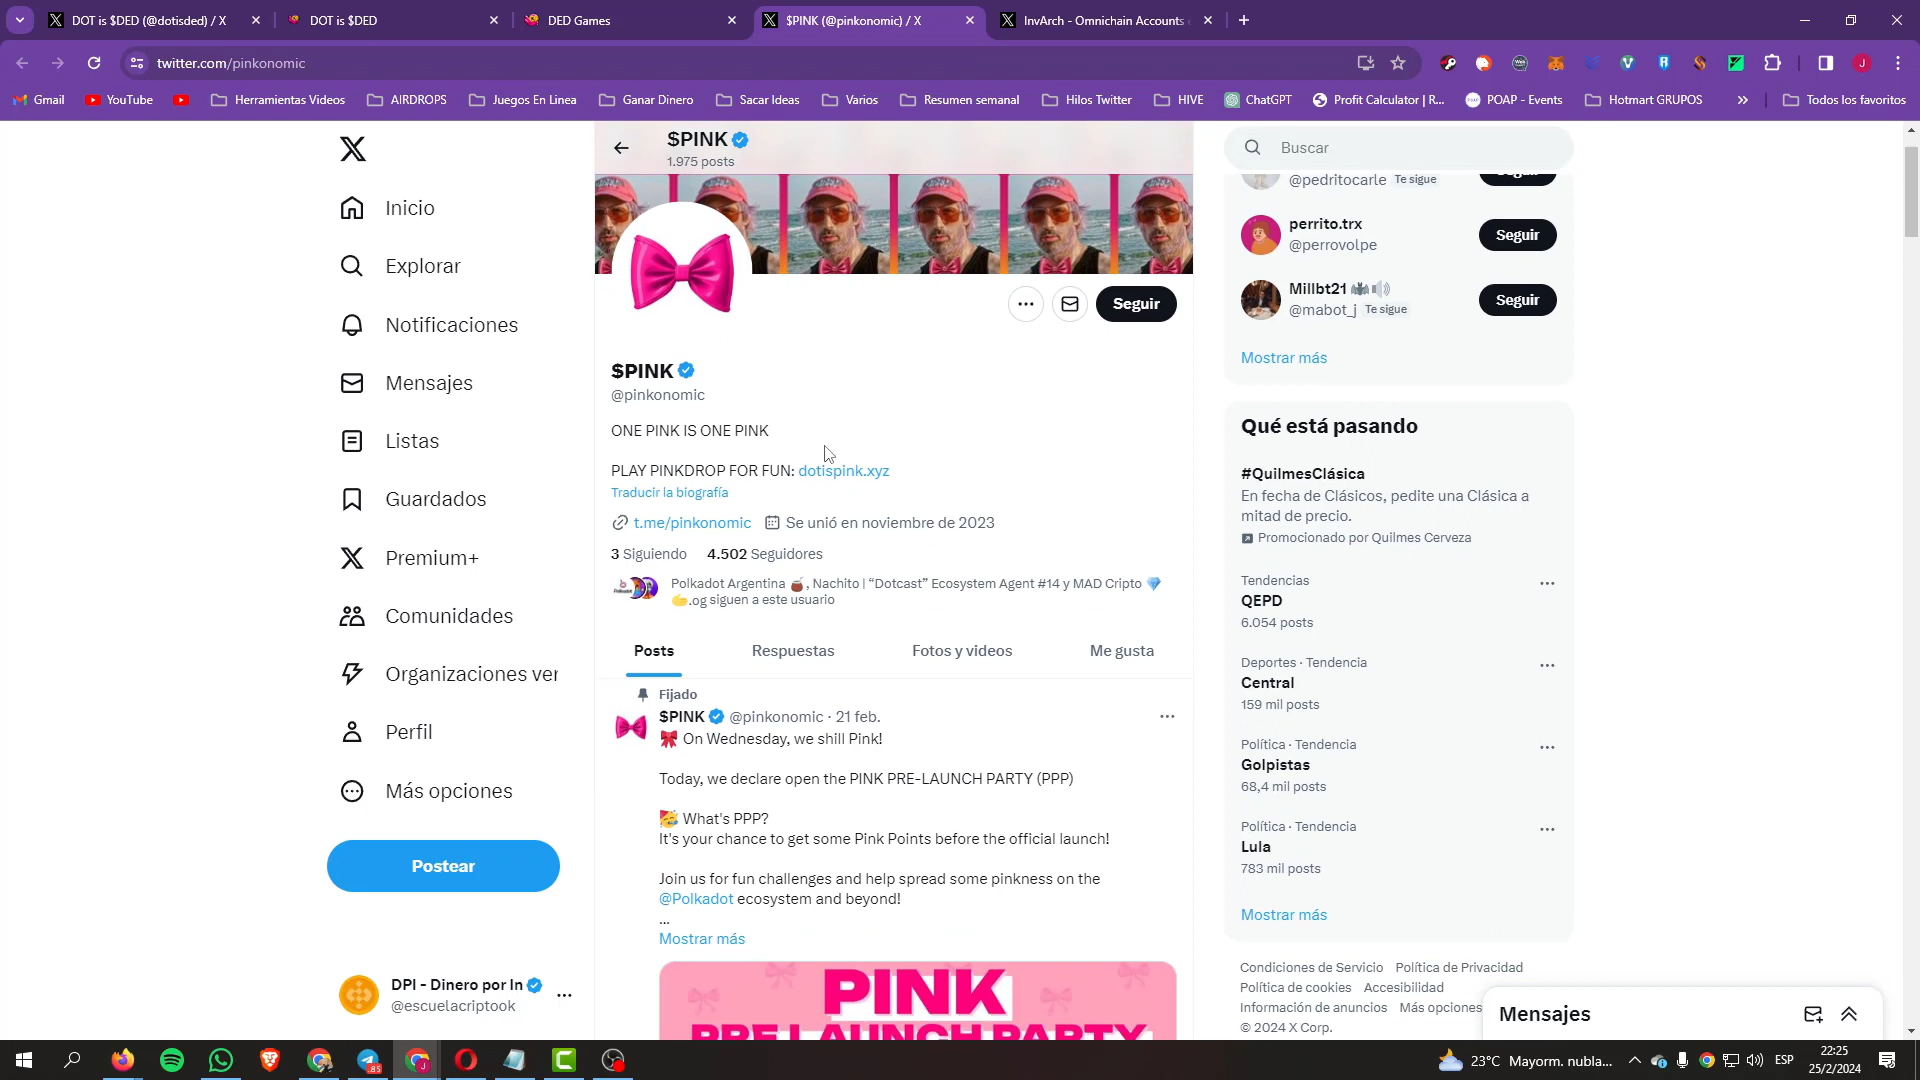 DOT is $DED (@dotisded) / X
DOT is $DED
DED Games
$PINK (@pinkonomic) / X
InvArch - Omnichain Accounts
twitter.com/pinkonomic
Gmail
YouTube
Herramientas Videos
AIRDROPS
Juegos En Linea
Ganar Dinero
Sacar Ideas
Varios
Resumen semanal
Hilos Twitter
HIVE
ChatGPT
Profit Calculator | R...
POAP - Events
Hotmart GRUPOS
Todos los favoritos
Inicio
Explorar
Notificaciones
Mensajes
Listas
Guardados
Premium+
Comunidades
Organizaciones ver
Perfil
Más opciones
Postear
DPI - Dinero por In
@escuelacriptook
$PINK
1.975 posts
Seguir
$PINK
@pinkonomic
ONE PINK IS ONE PINK
PLAY PINKDROP FOR FUN: dotispink.xyz
Traducir la biografía
t.me/pinkonomic Se unió en noviembre de 2023
3 Siguiendo 4.502 Seguidores
Polkadot Argentina 🧉, Nachito | “Dotcast” Ecosystem Agent #14 y MAD Cripto 💎
🫴.og siguen a este usuario
Posts
Respuestas
Fotos y videos
Me gusta
Fijado
$PINK @pinkonomic · 21 feb.
🎀 On Wednesday, we shill Pink!
Today, we declare open the PINK PRE-LAUNCH PARTY (PPP)
🥳 What's PPP?
It's your chance to get some Pink Points before the official launch!
Join us for fun challenges and help spread some pinkness on the
@Polkadot ecosystem and beyond!
...
Mostrar más
PINK
PRE LAUNCH PARTY
Buscar
@pedritocarle Te sigue
perrito.trx
@perrovolpe
Seguir
Millbt21 🦇🔊
@mabot_j Te sigue
Seguir
Mostrar más
Qué está pasando
#QuilmesClásica
En fecha de Clásicos, pedite una Clásica a
mitad de precio.
Promocionado por Quilmes Cerveza
Tendencias
QEPD
6.054 posts
Deportes · Tendencia
Central
159 mil posts
Política · Tendencia
Golpistas
68,4 mil posts
Política · Tendencia
Lula
783 mil posts
Mostrar más
Condiciones de Servicio Política de Privacidad
Política de cookies Accesibilidad
Información de anuncios Más opciones
© 2024 X Corp.
Mensajes
23°C Mayorm. nubla...
ESP
22:25
25/2/2024